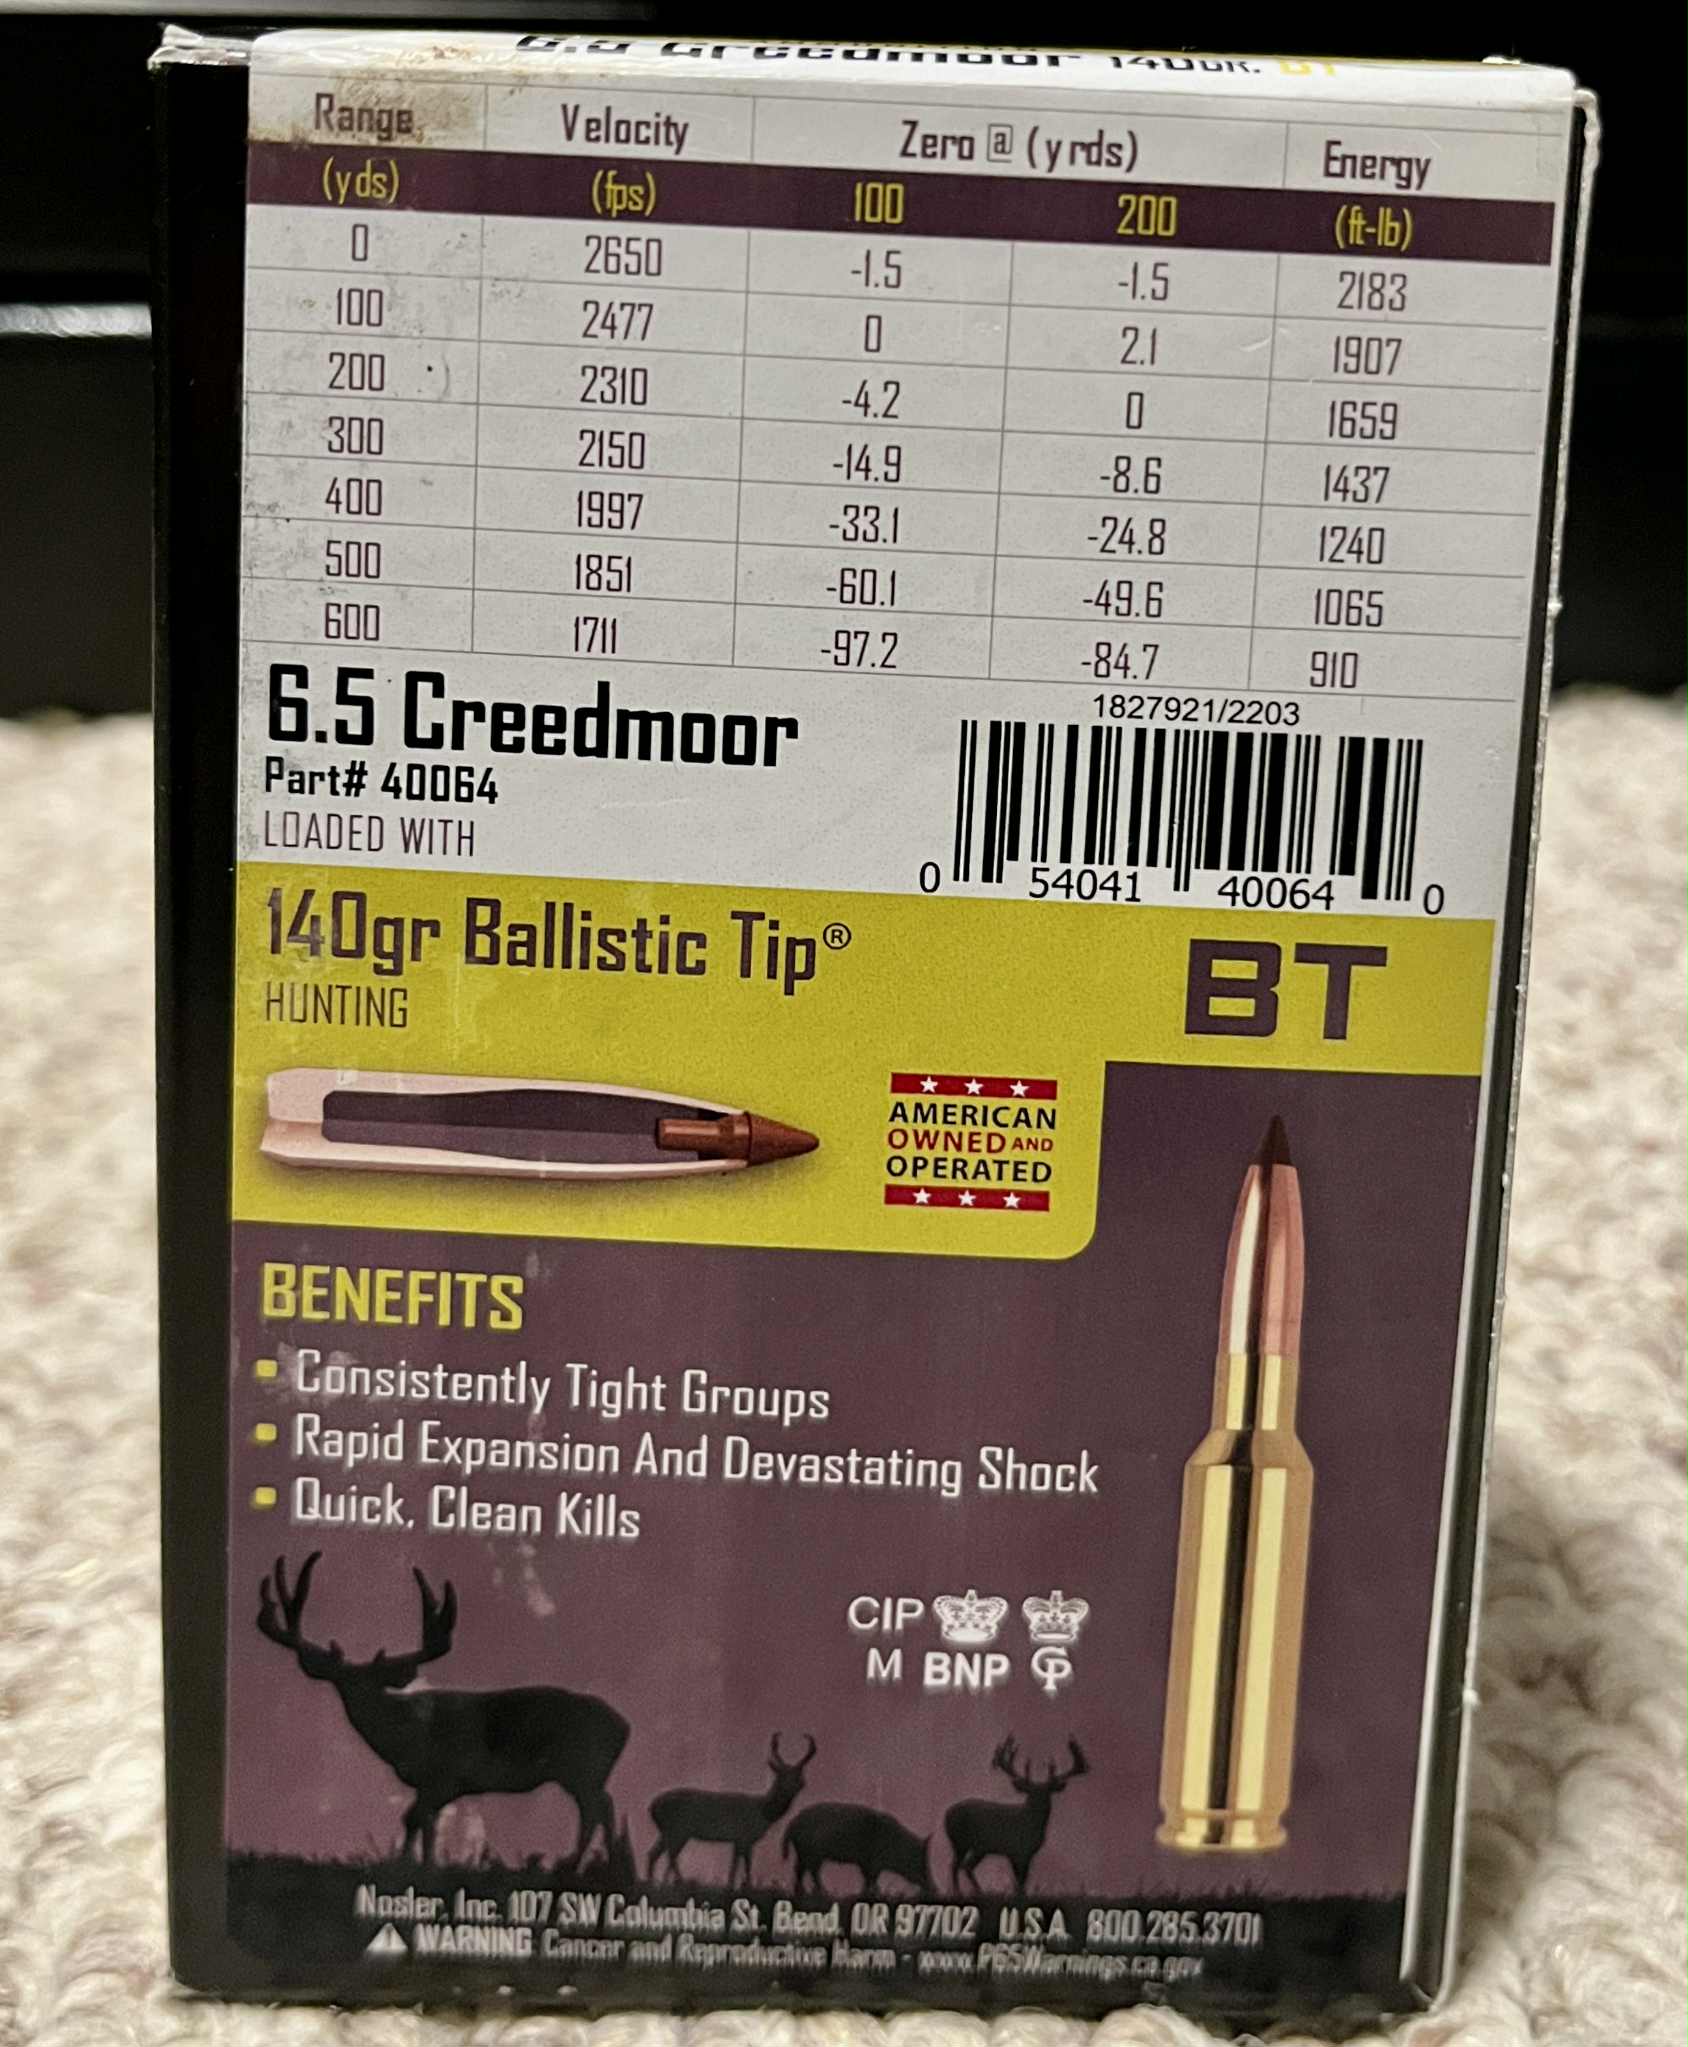 6.5 Creedmoor 140GR. BT
Range Velocity Zero @ (yrds) Energy
(yds) (fps) 100 200 (ft-lb)
0 2650 -1.5 -1.5 2183
100 2477 0 2.1 1907
200 2310 -4.2 0 1659
300 2150 -14.9 -8.6 1437
400 1997 -33.1 -24.8 1240
500 1851 -60.1 -49.6 1065
600 1711 -97.2 -84.7 910
6.5 Creedmoor
Part# 40064
LOADED WITH
1827921/2203
0 54041 40064 0
140gr Ballistic Tip®
HUNTING
BT
AMERICAN
OWNED AND
OPERATED
BENEFITS
Consistently Tight Groups
Rapid Expansion And Devastating Shock
Quick, Clean Kills
CIP
M BNP CP
Nosler, Inc. 107 SW Columbia St. Bend, OR 97702 U.S.A. 800.285.3701
WARNING Cancer and Reproductive Harm - www.P65Warnings.ca.gov